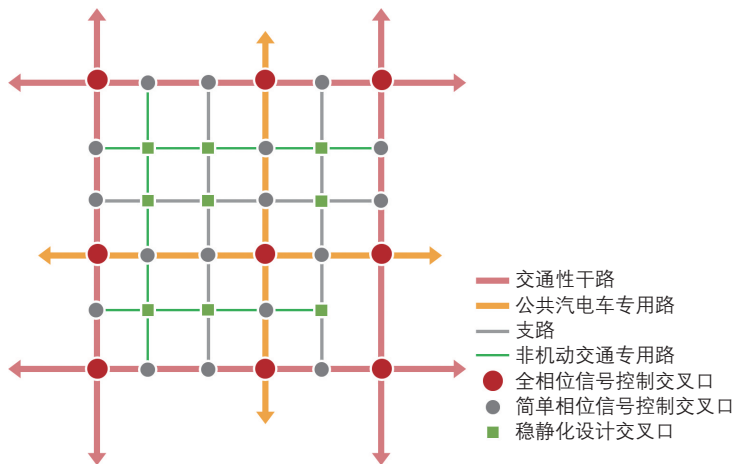 交通性干路
公共汽电车专用路
支路
非机动交通专用路
全相位信号控制交叉口
简单相位信号控制交叉口
稳静化设计交叉口